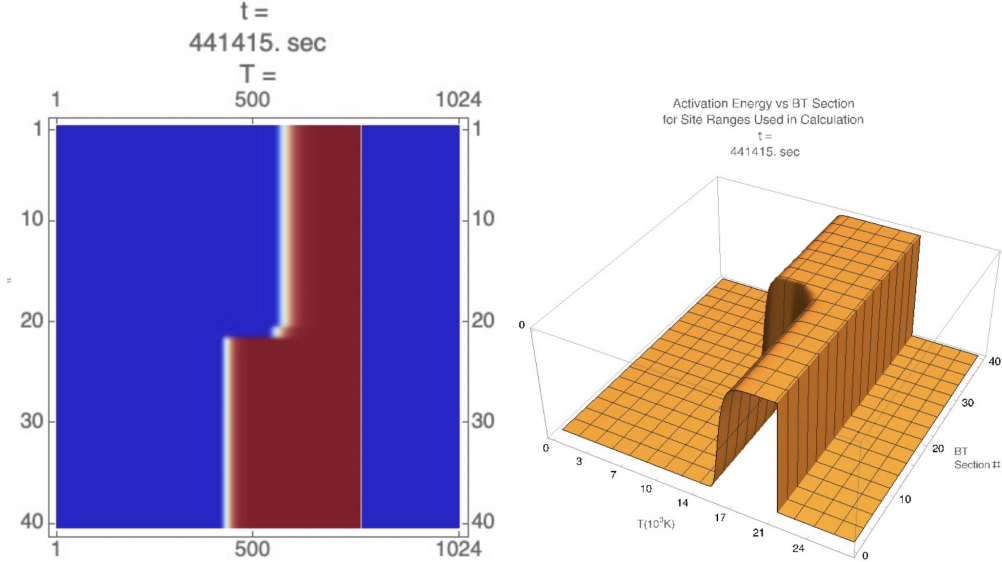 t =
441415. sec
T =
1 500 1024
1 1
10 10
20 20
30 30
40 40
1 500 1024
Activation Energy vs BT Section
for Site Ranges Used in Calculation
t =
441415. sec
0
0
3
7
10
14
17
21
24
T(10³K)
0
10
20
30
40
BT
Section #